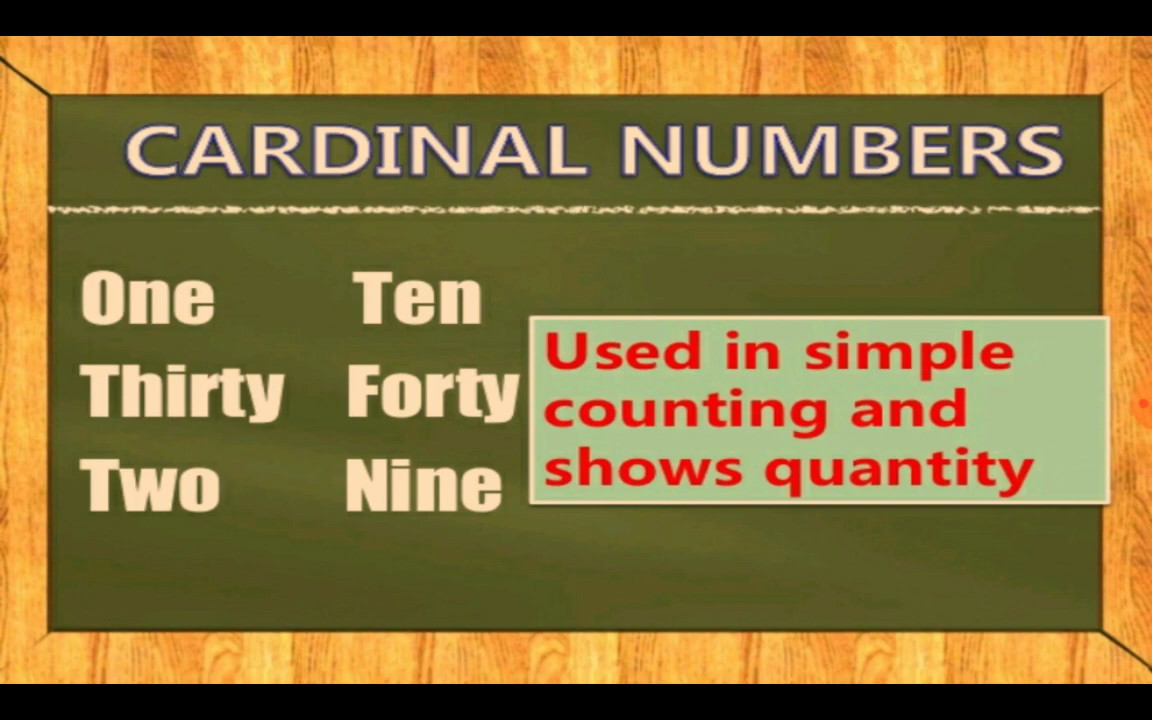 CARDINAL NUMBERS
One Ten
Thirty Forty
Two Nine
Used in simple
counting and
shows quantity